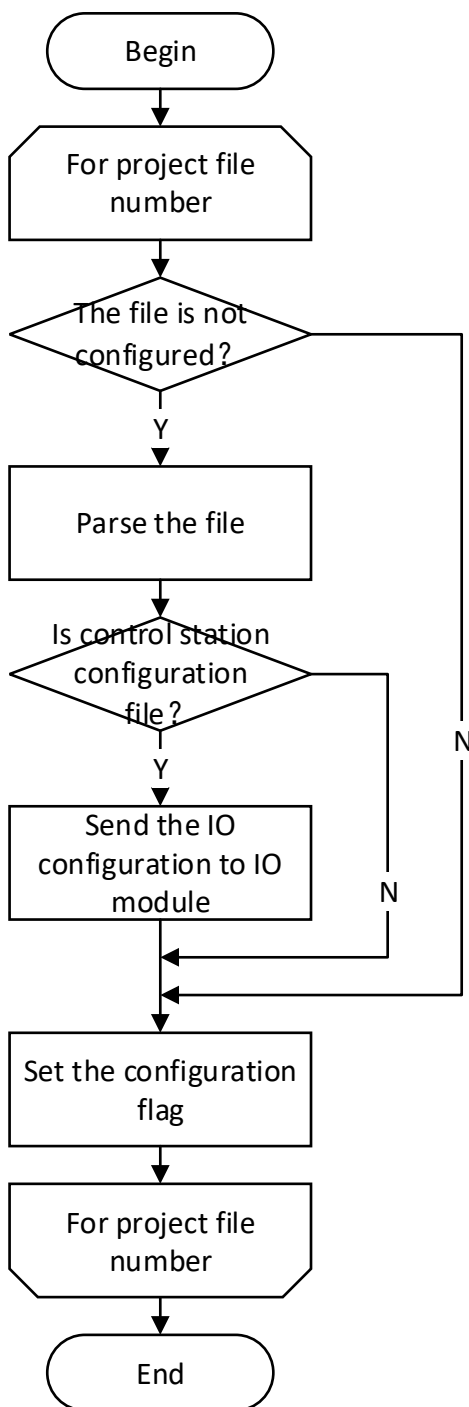 Begin
For project file
number
The file is not
configured？
Y
Parse the file
Is control station
configuration
file？
N
Y
Send the IO
configuration to IO
module
N
Set the configuration
flag
For project file
number
End